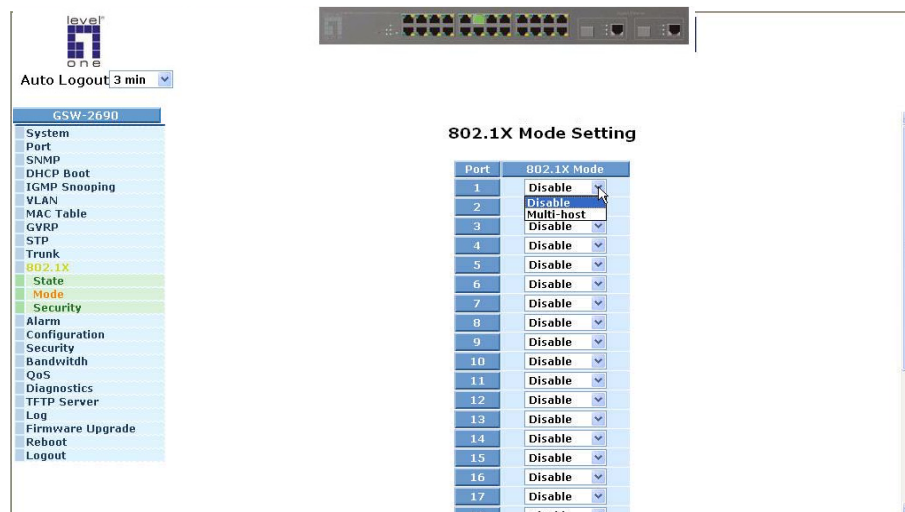 level
one
Auto Logout 3 min
GSW-2690
System
Port
SNMP
DHCP Boot
IGMP Snooping
VLAN
MAC Table
GVRP
STP
Trunk
802.1X
State
Mode
Security
Alarm
Configuration
Security
Bandwitdh
QoS
Diagnostics
TFTP Server
Log
Firmware Upgrade
Reboot
Logout
802.1X Mode Setting
Port 802.1X Mode
1 Disable
Disable
Multi-host
2
3 Disable
4 Disable
5 Disable
6 Disable
7 Disable
8 Disable
9 Disable
10 Disable
11 Disable
12 Disable
13 Disable
14 Disable
15 Disable
16 Disable
17 Disable